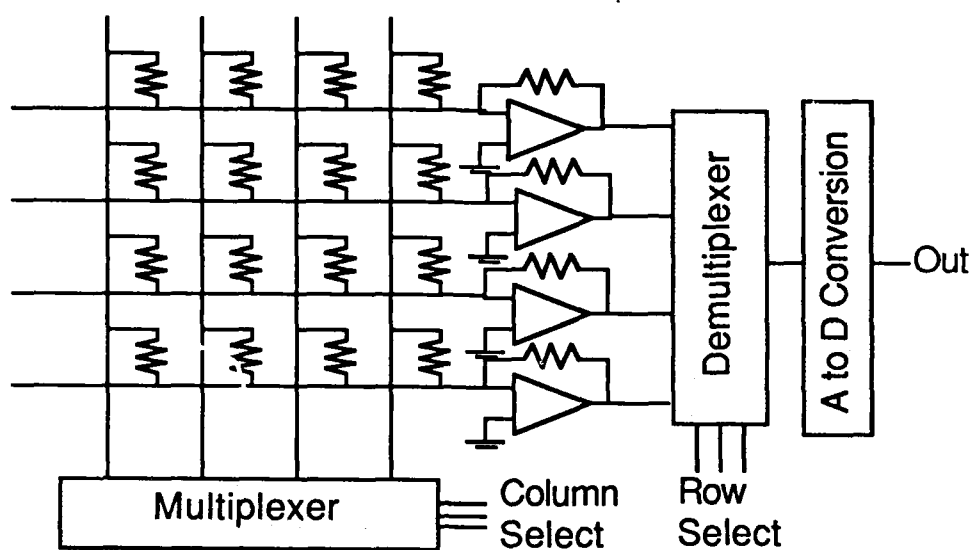 Demultiplexer
A to D Conversion
Out
Multiplexer
Column
Select
Row
Select